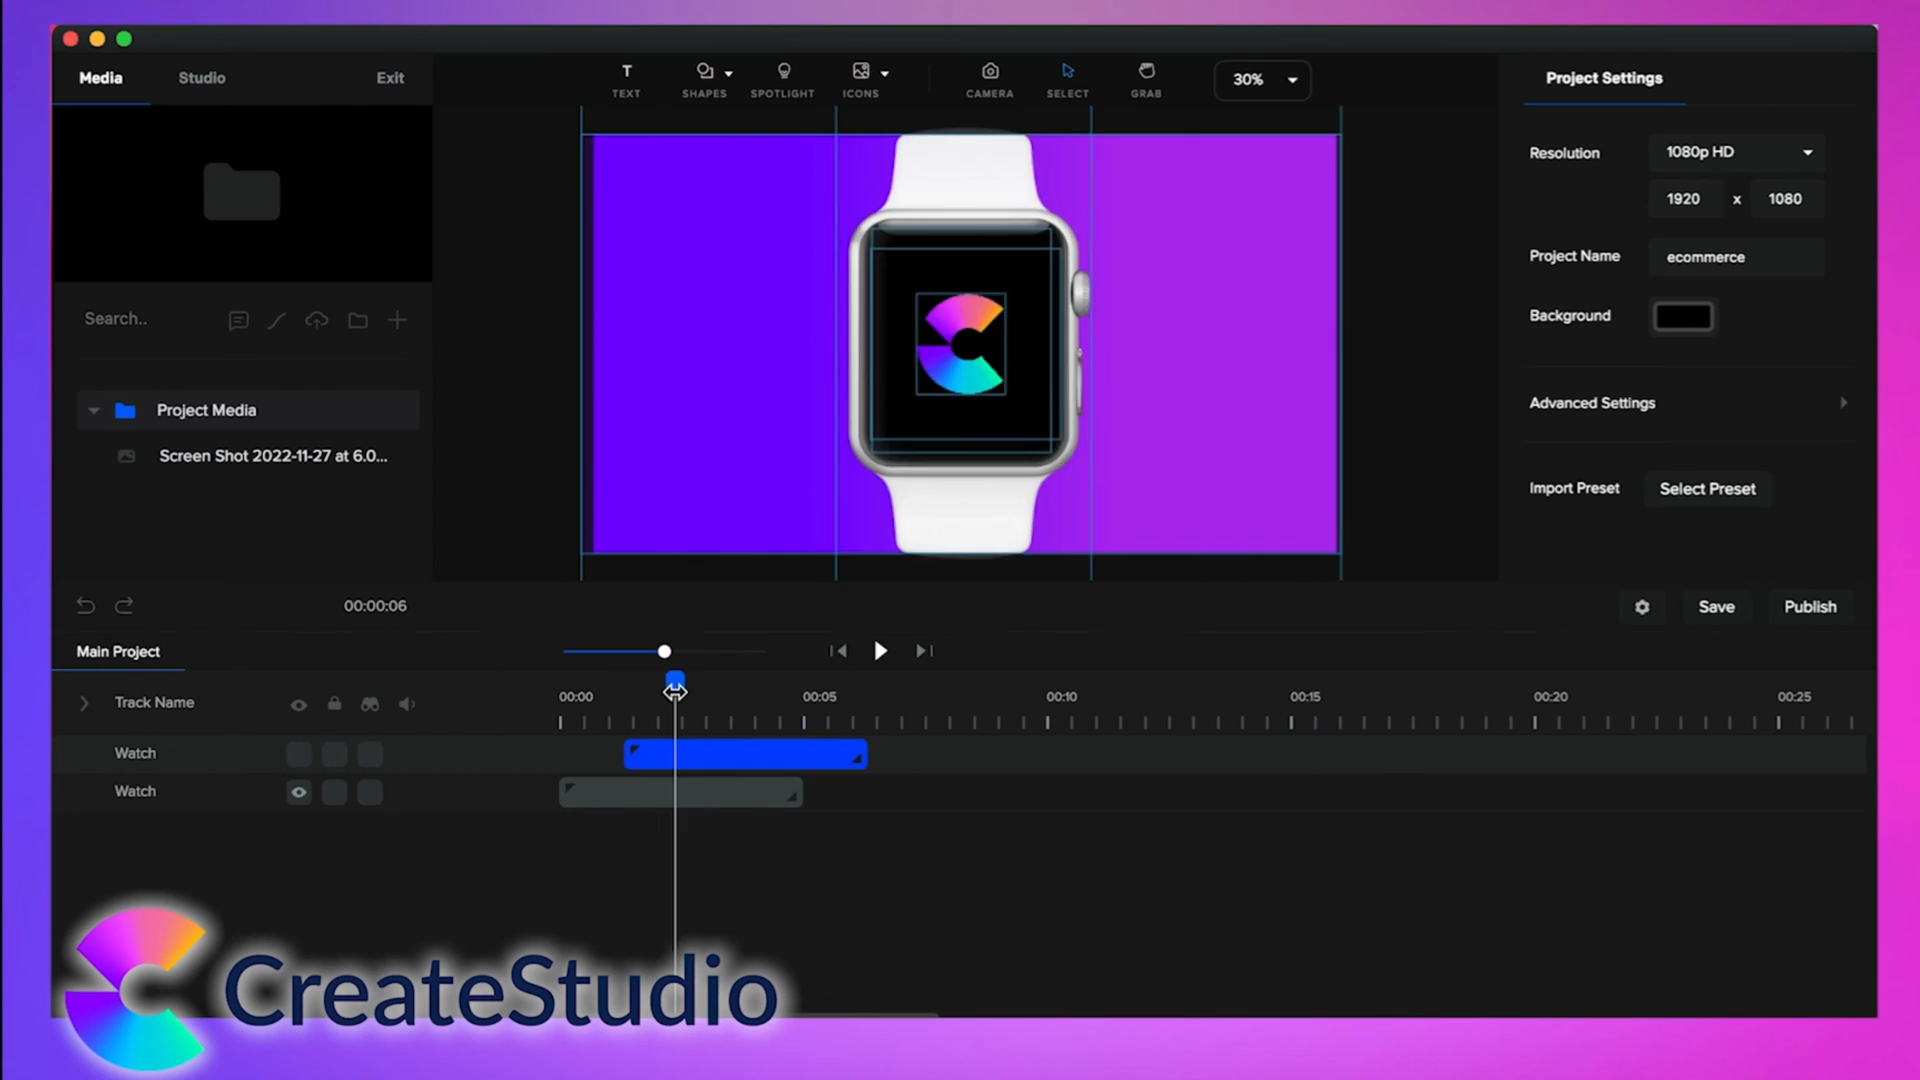 Media
Studio
Exit
T
TEXT
SHAPES
SPOTLIGHT
ICONS
CAMERA
SELECT
GRAB
30%
Project Settings
Resolution
1080p HD
1920 x 1080
Project Name
ecommerce
Background
Advanced Settings
Import Preset
Select Preset
Search..
Project Media
Screen Shot 2022-11-27 at 6.0...
00:00:06
Save
Publish
Main Project
Track Name
00:00
00:05
00:10
00:15
00:20
00:25
Watch
Watch
CreateStudio